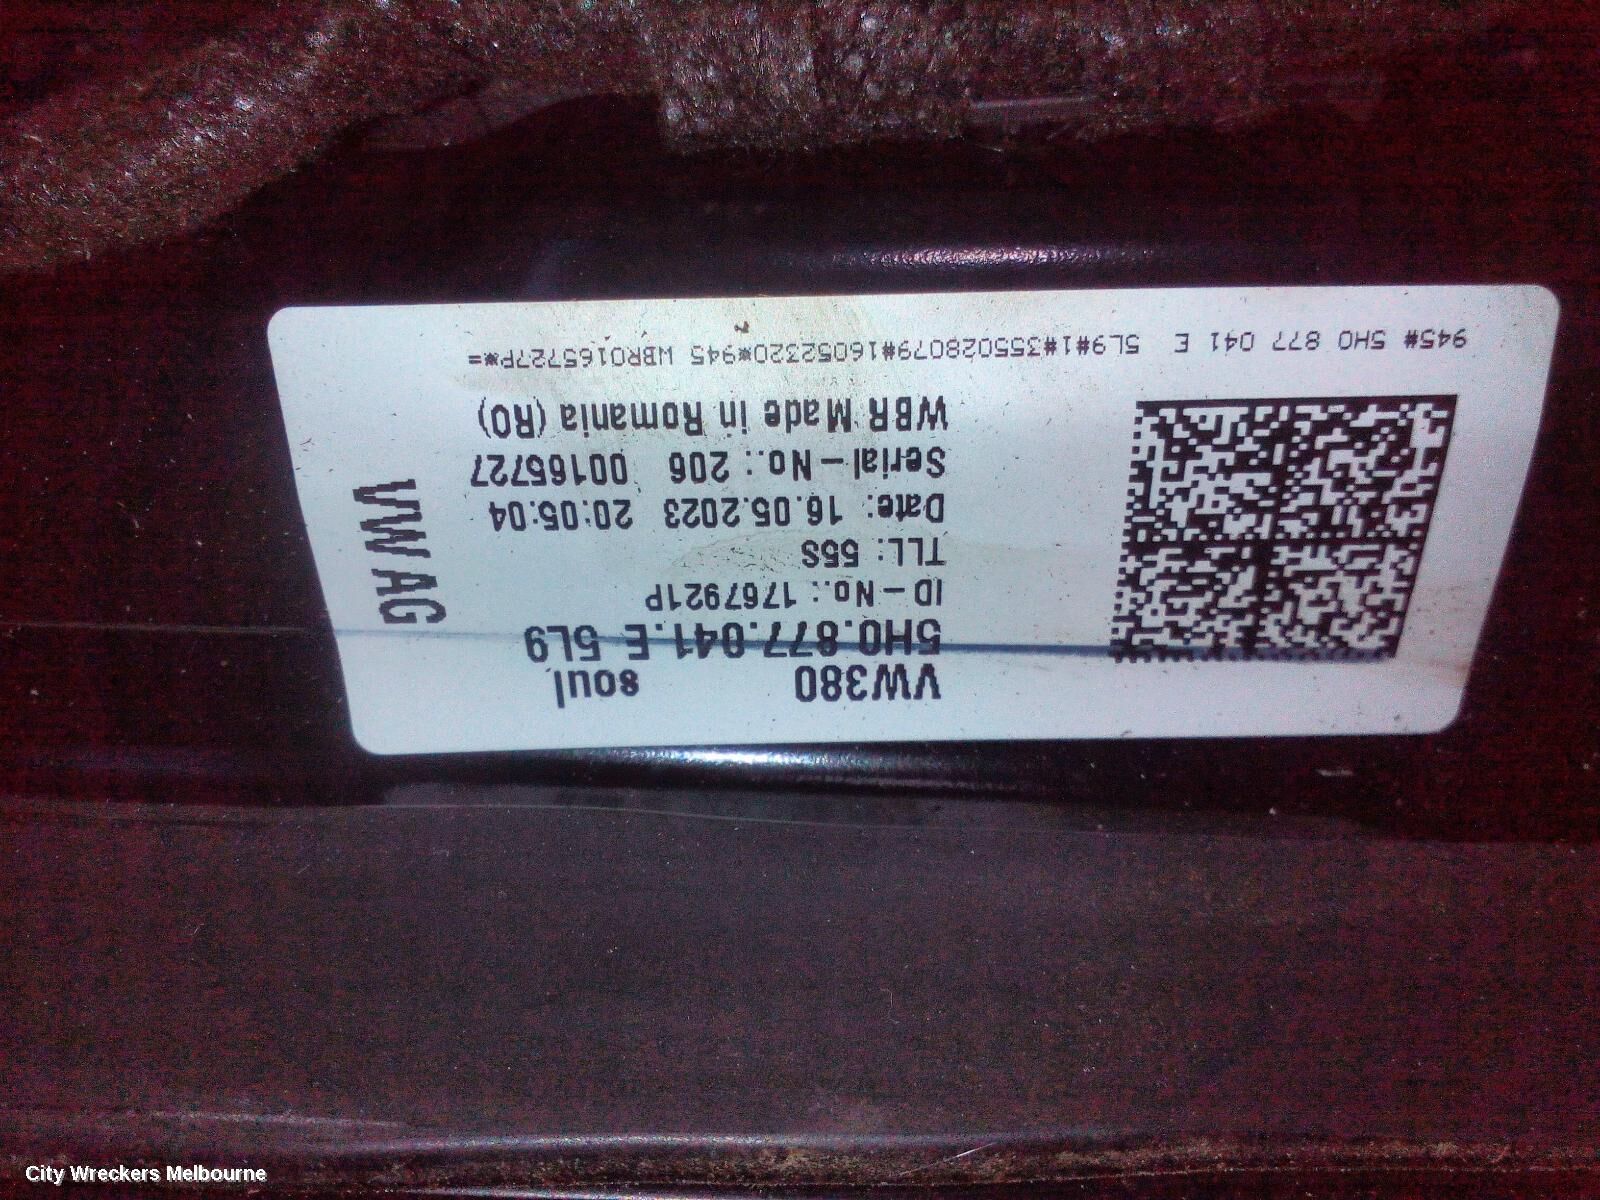 VW380 soul
5H0.877.041.E 5L9
ID-No.: 1767921P
TLL: 55S
Date: 16.05.2023 20:05:04
Serial-No.: 206 00165727
WBR Made in Romania (RO)
945# 5H0 877 041 E 5L9#1#355028079#16052320*945 WBR0165727P*=
VW AG
City Wreckers Melbourne